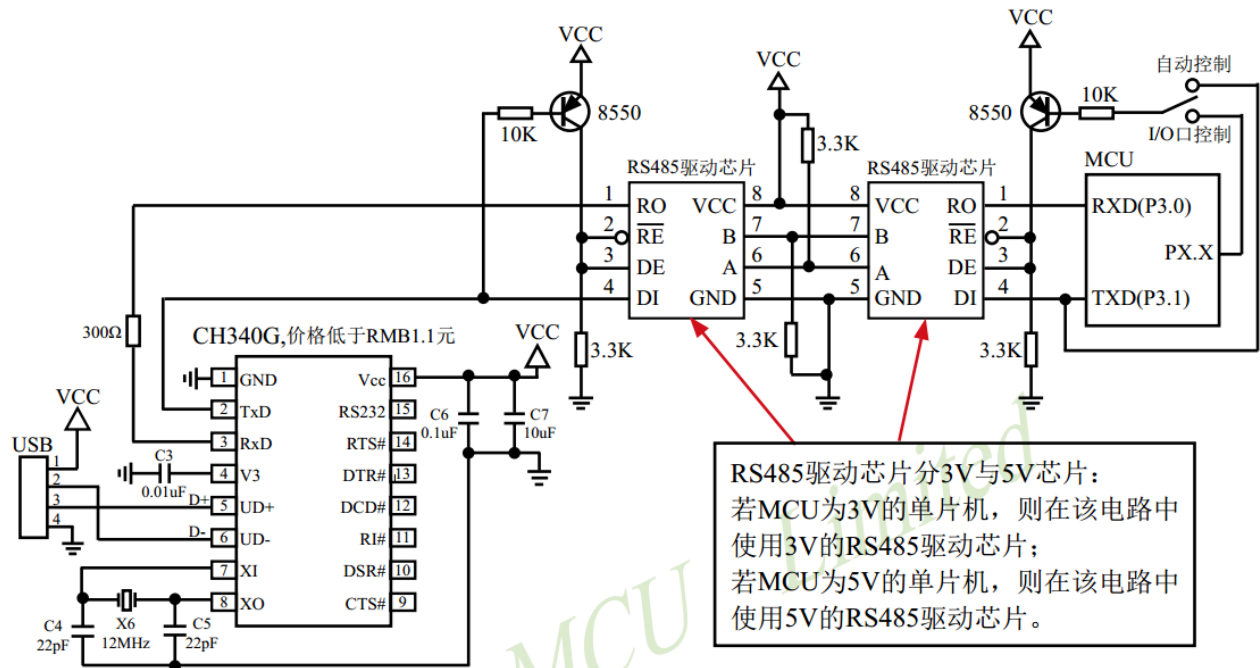 VCC
VCC
VCC
自动控制
10K
8550
8550
10K
I/O口控制
3.3K
MCU
RS485驱动芯片
RS485驱动芯片
1
RO
VCC
8
8
VCC
RO
1
RXD(P3.0)
2
RE
B
7
7
B
RE
2
PX.X
3
DE
A
6
6
A
DE
3
4
DI
GND
5
5
GND
DI
4
TXD(P3.1)
300Ω
3.3K
3.3K
3.3K
CH340G,价格低于RMB1.1元
VCC
1
GND
Vcc
16
2
TxD
RS232
15
C6
0.1uF
C7
10uF
3
RxD
RTS#
14
VCC
USB
1
2
3
4
C3
0.01uF
4
V3
DTR#
13
D+
5
UD+
DCD#
12
D-
6
UD-
RI#
11
7
XI
DSR#
10
8
XO
CTS#
9
C4
22pF
X6
12MHz
C5
22pF
RS485驱动芯片分3V与5V芯片：
若MCU为3V的单片机，则在该电路中
使用3V的RS485驱动芯片；
若MCU为5V的单片机，则在该电路中
使用5V的RS485驱动芯片。
MCU Limited